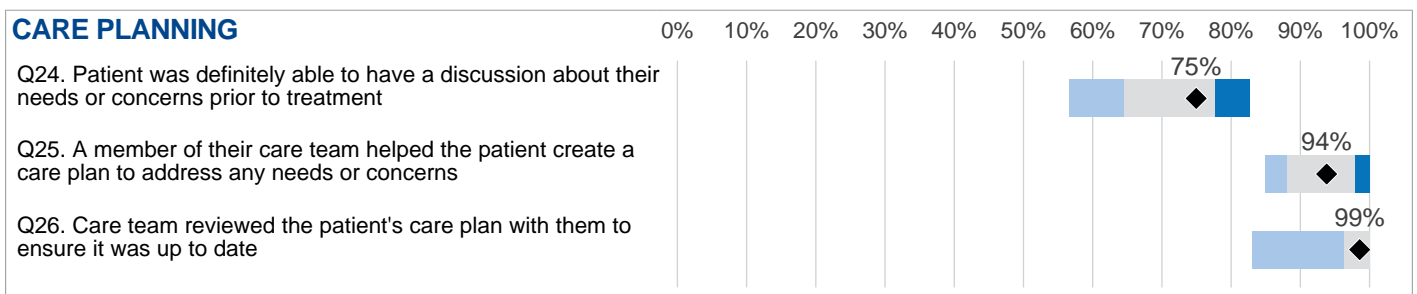 CARE PLANNING
0% 10% 20% 30% 40% 50% 60% 70% 80% 90% 100%
Q24. Patient was definitely able to have a discussion about their
needs or concerns prior to treatment
75%
Q25. A member of their care team helped the patient create a
care plan to address any needs or concerns
94%
Q26. Care team reviewed the patient's care plan with them to
ensure it was up to date
99%